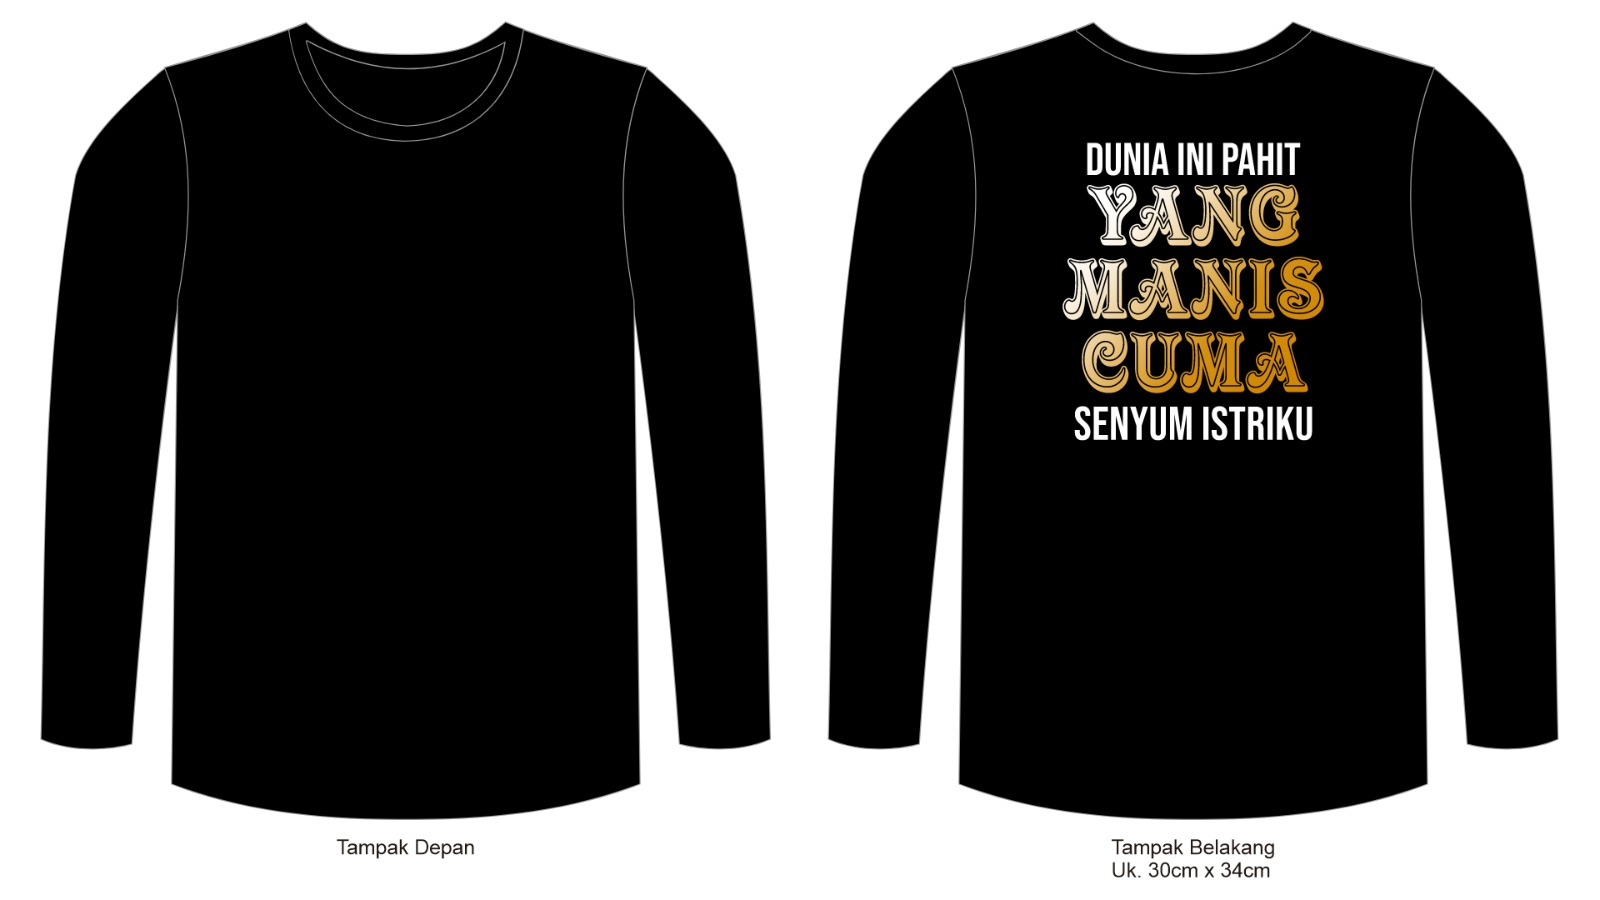 DUNIA INI PAHIT
YANG
MANIS
CUMA
SENYUM ISTRIKU
Tampak Depan
Tampak Belakang
Uk. 30cm x 34cm